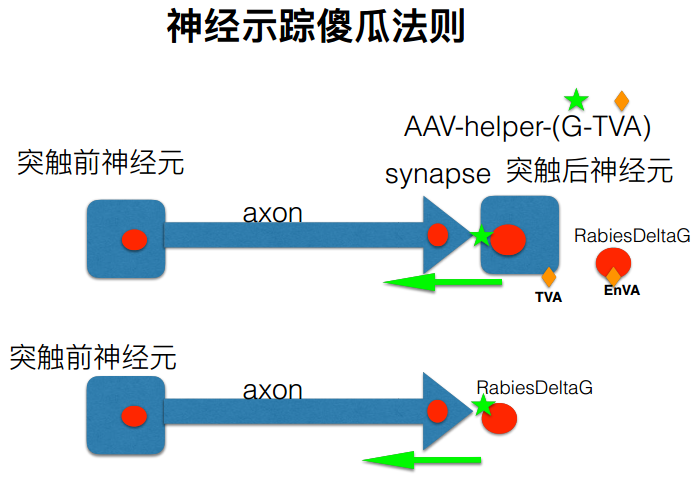 神经示踪傻瓜法则
AAV-helper-(G-TVA)
突触前神经元
synapse
突触后神经元
axon
RabiesDeltaG
TVA
EnVA
突触前神经元
axon
RabiesDeltaG